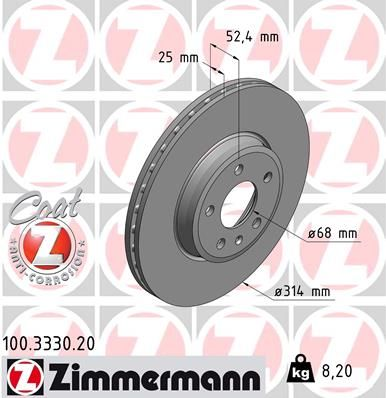 52,4 mm
25 mm
Coat
Z
ANTI-CORROSION
ø68 mm
ø314 mm
100.3330.20
Z Zimmermann
kg 8,20